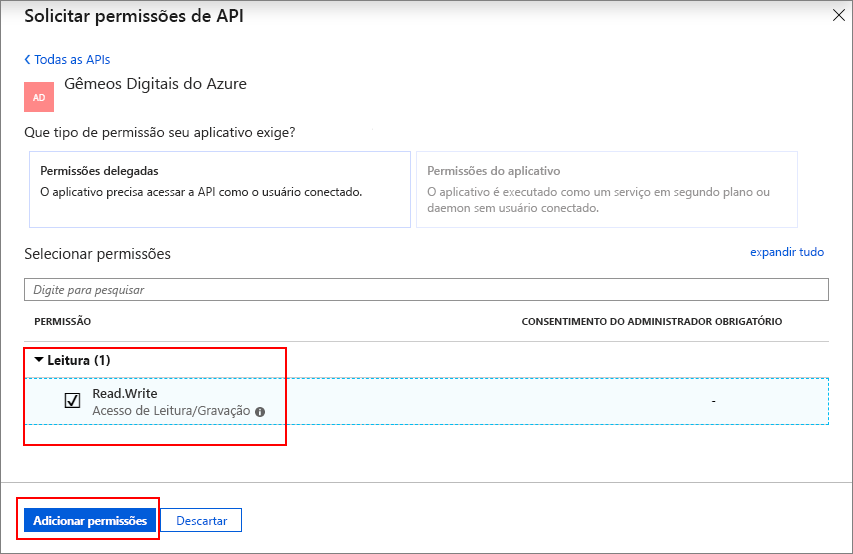 Solicitar permissões de API
Todas as APIs
AD
Gêmeos Digitais do Azure
Que tipo de permissão seu aplicativo exige?
Permissões delegadas
O aplicativo precisa acessar a API como o usuário conectado.
Permissões do aplicativo
O aplicativo é executado como um serviço em segundo plano ou
daemon sem usuário conectado.
Selecionar permissões
expandir tudo
Digite para pesquisar
PERMISSÃO
CONSENTIMENTO DO ADMINISTRADOR OBRIGATÓRIO
Leitura (1)
Read.Write
Acesso de Leitura/Gravação
-
Adicionar permissões
Descartar